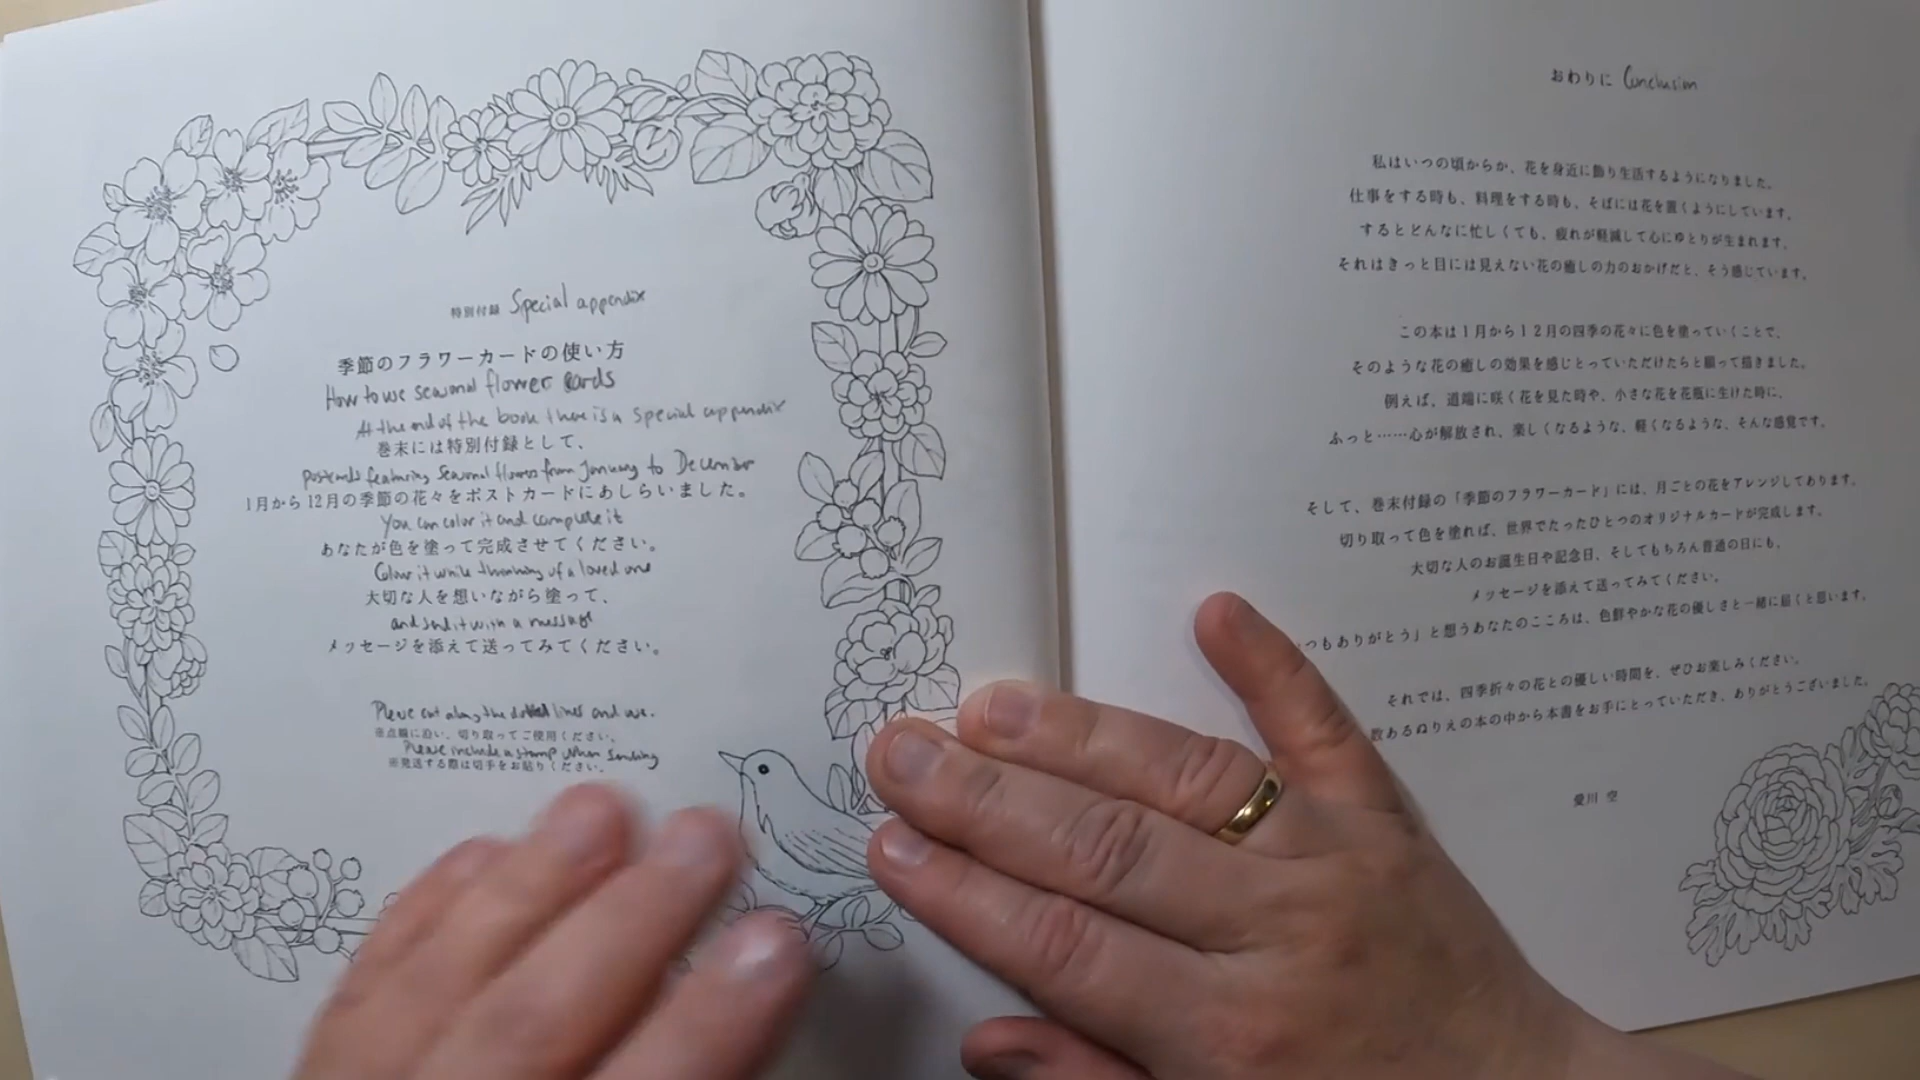 特別付録 Special appendix
季節のフラワーカードの使い方
How to use seasonal flower cards
At the end of the book there is a special appendix
巻末には特別付録として、
postcards featuring seasonal flowers from January to December
1月から12月の季節の花々をポストカードにあしらいました。
You can color it and complete it
あなたが色を塗って完成させてください。
Colour it while thinking of a loved one
大切な人を想いながら塗って、
and send it with a message
メッセージを添えて送ってみてください。
Please cut along the dotted lines and use.
※点線に沿い、切り取ってご使用ください。
Please include a stamp when sending
※発送する際は切手をお貼りください。
おわりに Conclusion
私はいつの頃からか、花を身近に飾り生活するようになりました。
仕事をする時も、料理をする時も、そばには花を置くようにしています。
するとどんなに忙しくても、疲れが軽減して心にゆとりが生まれます。
それはきっと目には見えない花の癒しの力のおかげだと、そう感じています。
この本は1月から12月の四季の花々に色を塗っていくことで、
そのような花の癒しの効果を感じとっていただけたらと願って描きました。
例えば、道端に咲く花を見た時や、小さな花を花瓶に生けた時に、
ふっと……心が解放され、楽しくなるような、軽くなるような、そんな感覚です。
そして、巻末付録の「季節のフラワーカード」には、月ごとの花をアレンジしてあります。
切り取って色を塗れば、世界でたったひとつのオリジナルカードが完成します。
大切な人のお誕生日や記念日、そしてもちろん普通の日にも、
メッセージを添えて送ってみてください。
つもありがとう」と想うあなたのこころは、色鮮やかな花の優しさと一緒に届くと思います。
それでは、四季折々の花との優しい時間を、ぜひお楽しみください。
数あるぬりえの本の中から本書をお手にとっていただき、ありがとうございました。
愛川 空